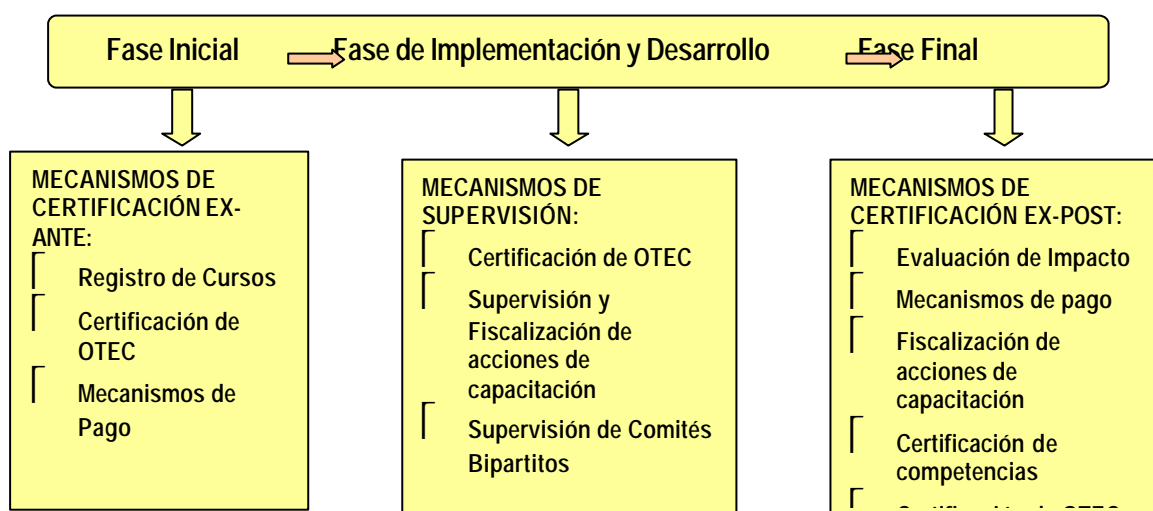 Fase Inicial Fase de Implementación y Desarrollo Fase Final
MECANISMOS DE
CERTIFICACIÓN EX-
ANTE:
Registro de Cursos
Certificación de
OTEC
Mecanismos de
Pago
MECANISMOS DE
SUPERVISIÓN:
Certificación de OTEC
Supervisión y
Fiscalización de
acciones de
capacitación
Supervisión de Comités
Bipartitos
MECANISMOS DE
CERTIFICACIÓN EX-POST:
Evaluación de Impacto
Mecanismos de pago
Fiscalización de
acciones de
capacitación
Certificación de
competencias